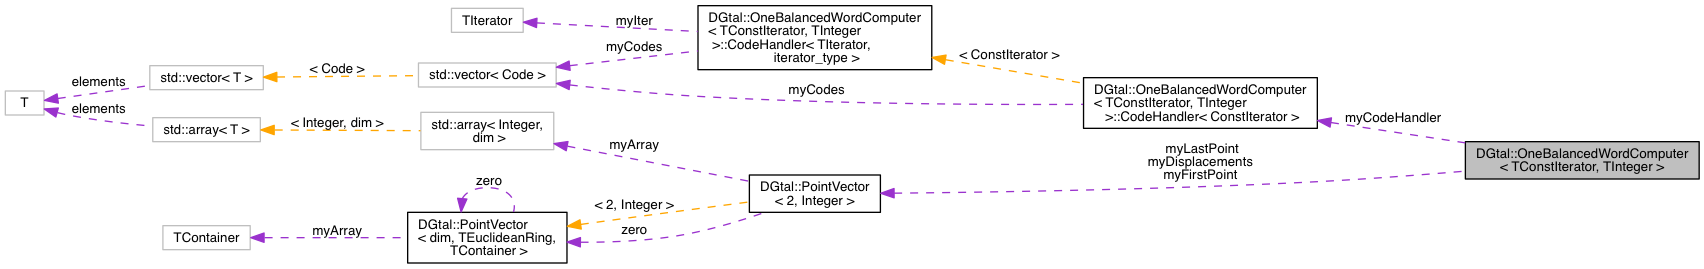 TIterator
myIter
DGtal::OneBalancedWordComputer
< TConstIterator, TInteger
>::CodeHandler< TIterator,
iterator_type >
myCodes
< ConstIterator >
elements
std::vector< T >
< Code >
std::vector< Code >
myCodes
DGtal::OneBalancedWordComputer
< TConstIterator, TInteger
>::CodeHandler< ConstIterator >
T
elements
std::array< T >
< Integer, dim >
std::array< Integer,
dim >
myCodeHandler
myArray
myLastPoint
myDisplacements
myFirstPoint
DGtal::OneBalancedWordComputer
< TConstIterator, TInteger >
zero
DGtal::PointVector
< 2, Integer >
< 2, Integer >
TContainer
myArray
DGtal::PointVector
< dim, TEuclideanRing,
TContainer >
zero